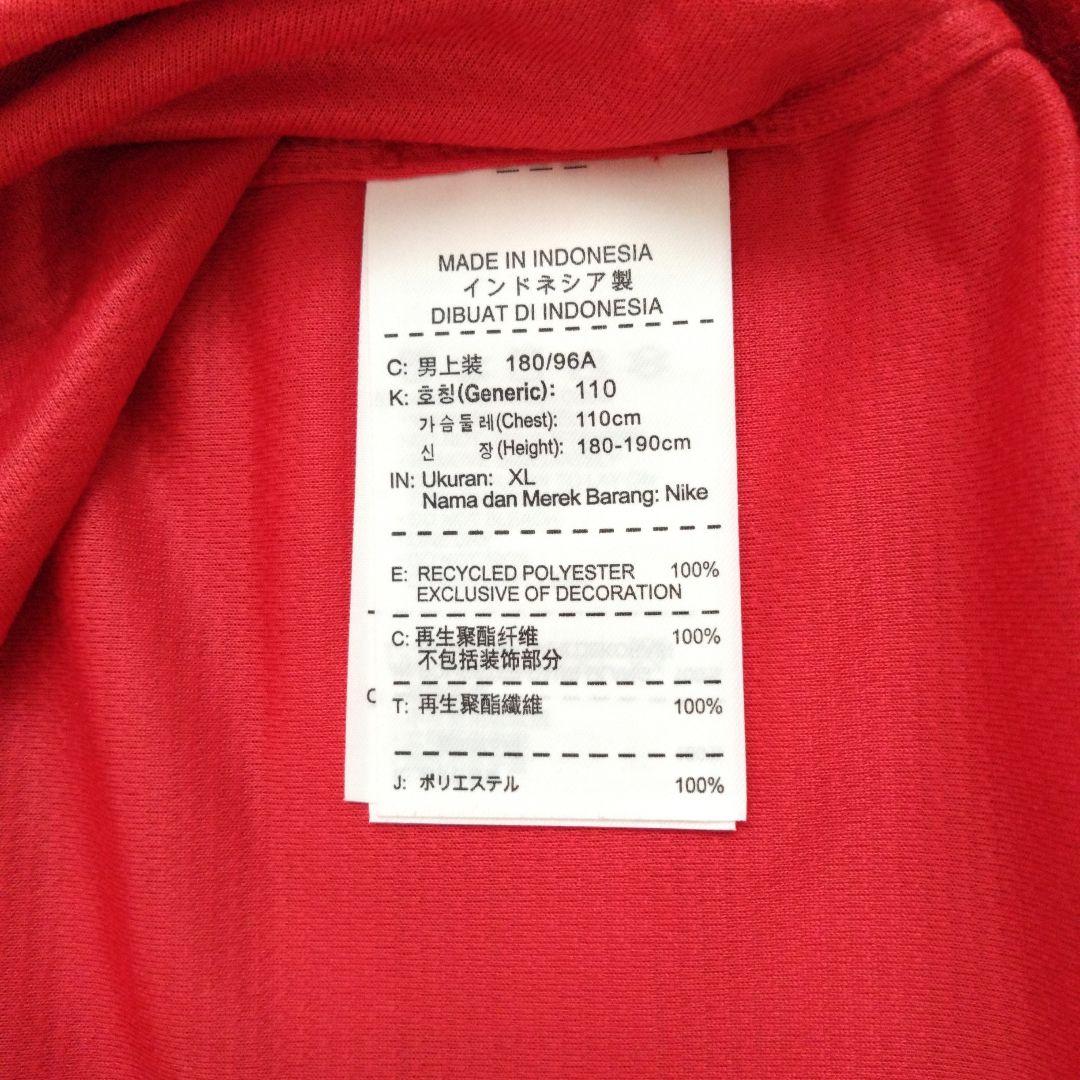 MADE IN INDONESIA
インドネシア製
DIBUAT DI INDONESIA
C: 男上装 180/96A
K: 호칭(Generic): 110
가슴둘레(Chest): 110cm
신 장(Height): 180-190cm
IN: Ukuran: XL
Nama dan Merek Barang: Nike
E: RECYCLED POLYESTER 100%
EXCLUSIVE OF DECORATION
C: 再生聚酯纤维 100%
不包括装饰部分
T: 再生聚酯纖維 100%
J: ポリエステル 100%